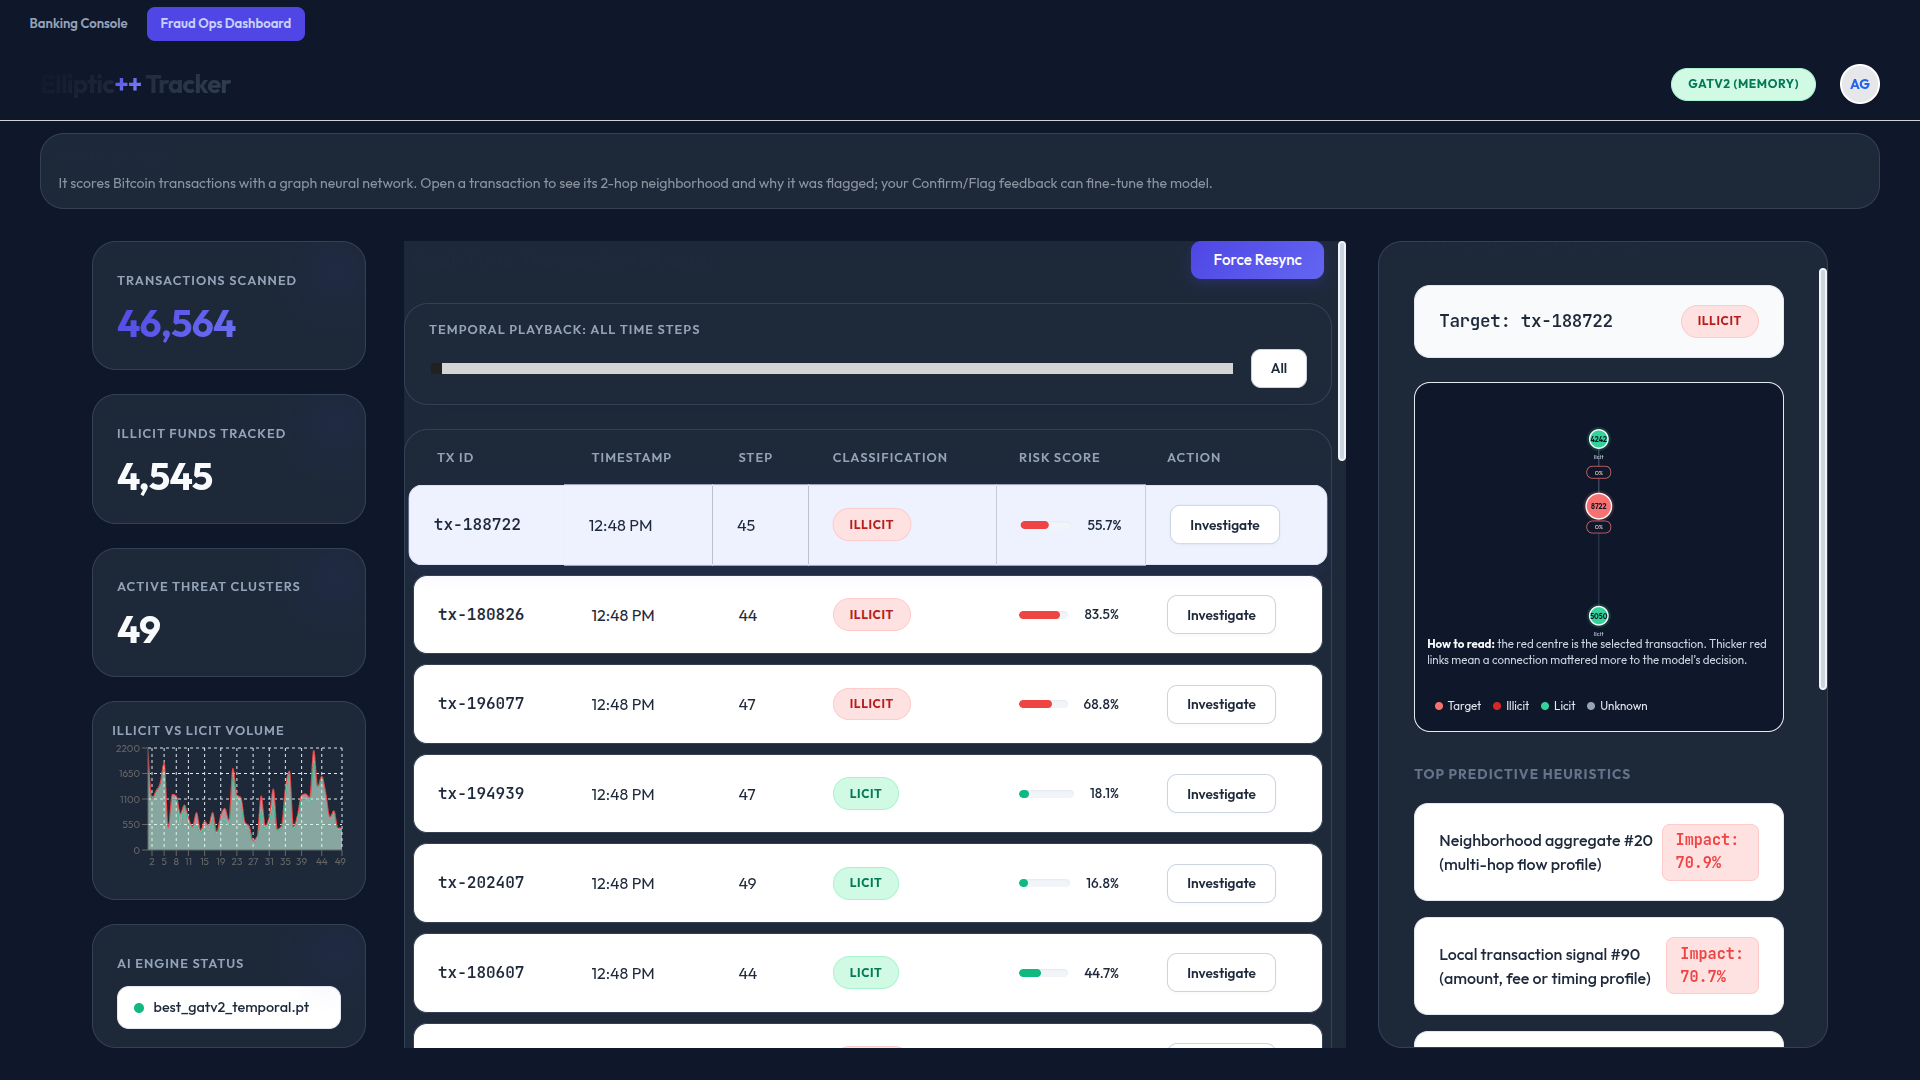 Banking Console
Fraud Ops Dashboard
Elliptic++ Tracker
GATV2 (MEMORY)
AG
It scores Bitcoin transactions with a graph neural network. Open a transaction to see its 2-hop neighborhood and why it was flagged; your Confirm/Flag feedback can fine-tune the model.
TRANSACTIONS SCANNED
46,564
ILLICIT FUNDS TRACKED
4,545
ACTIVE THREAT CLUSTERS
49
ILLICIT VS LICIT VOLUME
2200
1650
1100
550
0
2 5 8 11 15 19 23 27 31 35 39 44 49
AI ENGINE STATUS
best_gatv2_temporal.pt
Force Resync
TEMPORAL PLAYBACK: ALL TIME STEPS
All
TX ID TIMESTAMP STEP CLASSIFICATION RISK SCORE ACTION
tx-188722 12:48 PM 45 ILLICIT 55.7% Investigate
tx-180826 12:48 PM 44 ILLICIT 83.5% Investigate
tx-196077 12:48 PM 47 ILLICIT 68.8% Investigate
tx-194939 12:48 PM 47 LICIT 18.1% Investigate
tx-202407 12:48 PM 49 LICIT 16.8% Investigate
tx-180607 12:48 PM 44 LICIT 44.7% Investigate
Target: tx-188722
ILLICIT
4242
licit
0%
8722
0%
5050
licit
How to read: the red centre is the selected transaction. Thicker red
links mean a connection mattered more to the model's decision.
Target Illicit Licit Unknown
TOP PREDICTIVE HEURISTICS
Neighborhood aggregate #20
(multi-hop flow profile)
Impact:
70.9%
Local transaction signal #90
(amount, fee or timing profile)
Impact:
70.7%